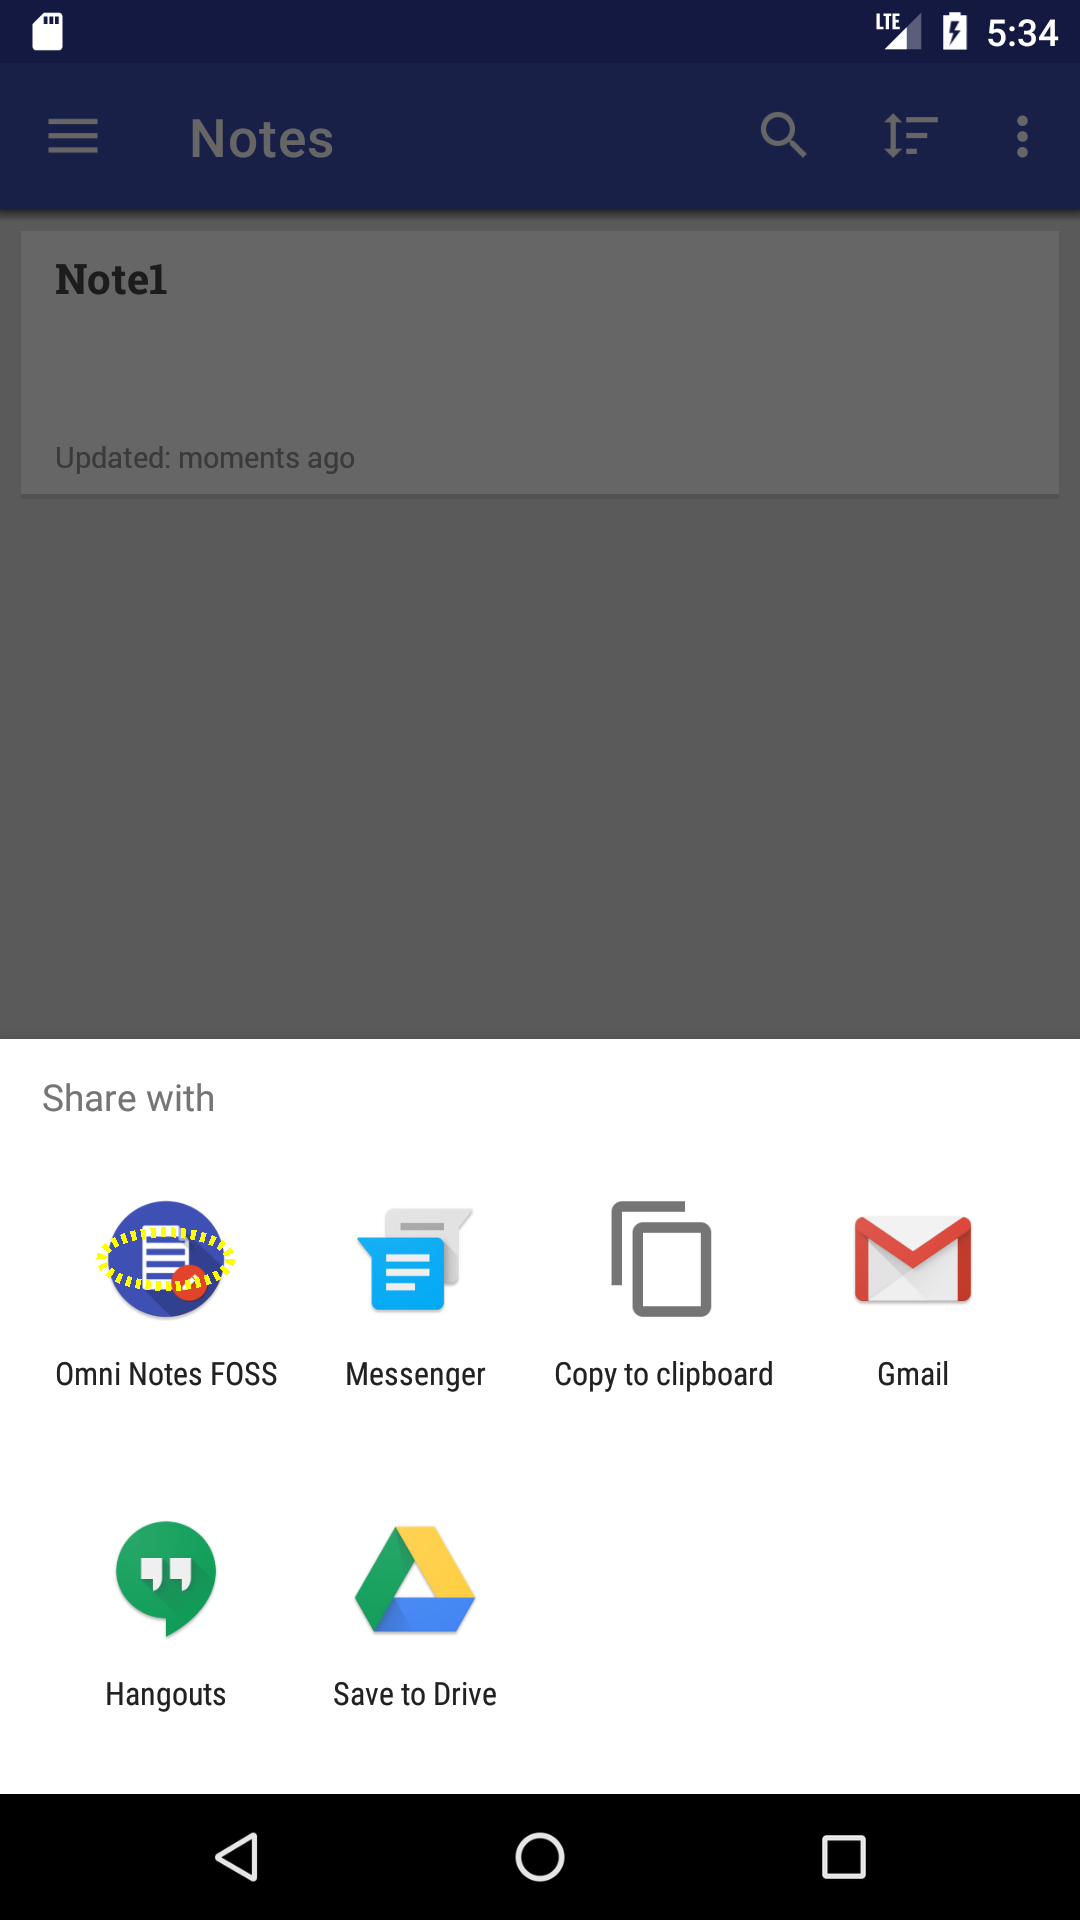 LTE 5:34
Notes
Note1
Updated: moments ago
Share with
Omni Notes FOSS
Messenger
Copy to clipboard
Gmail
Hangouts
Save to Drive